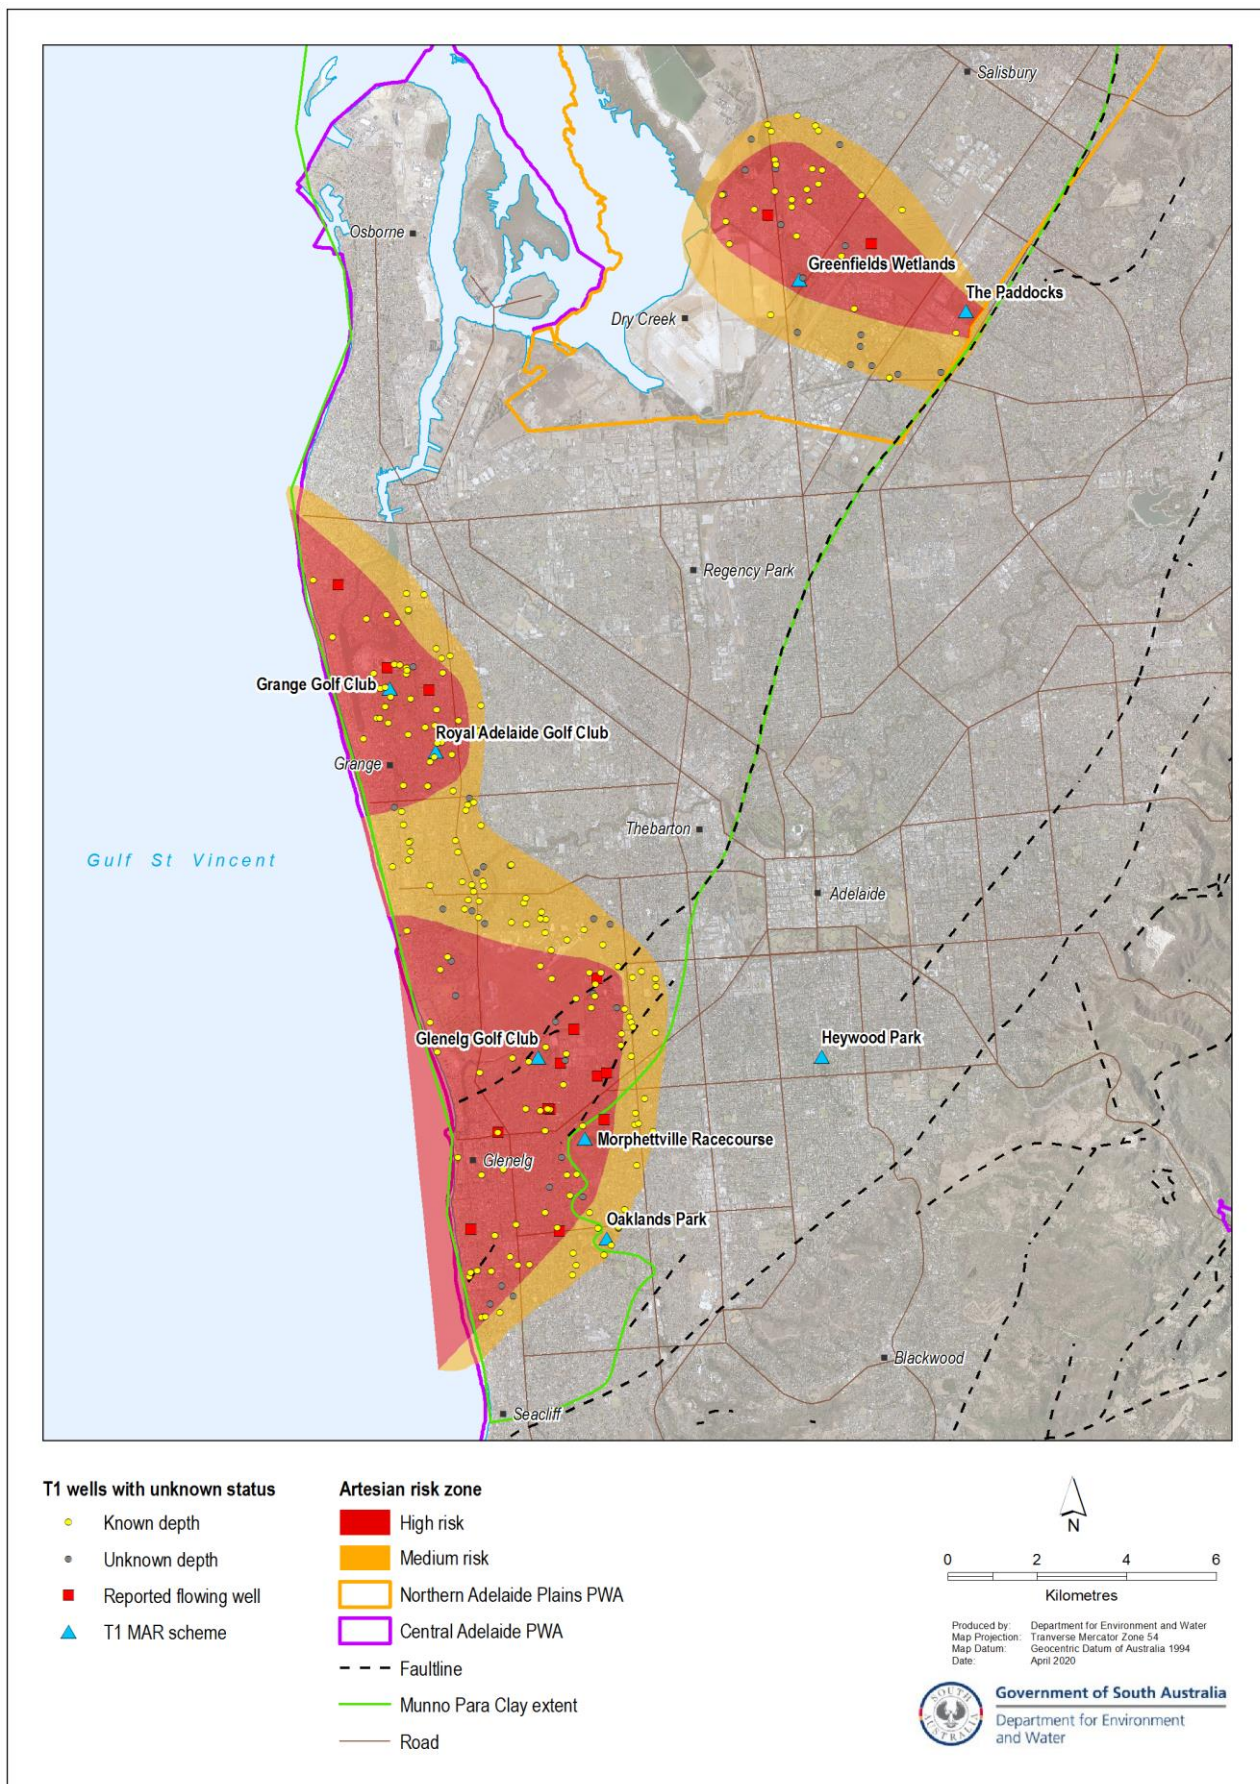 Salisbury
Osborne
Greenfields Wetlands
The Paddocks
Dry Creek
Regency Park
Grange Golf Club
Royal Adelaide Golf Club
Grange
Thebarton
Gulf St Vincent
Adelaide
Glenelg Golf Club
Heywood Park
Morphettville Racecourse
Glenelg
Oaklands Park
Blackwood
Seacliff
T1 wells with unknown status
Known depth
Unknown depth
Reported flowing well
T1 MAR scheme
Artesian risk zone
High risk
Medium risk
Northern Adelaide Plains PWA
Central Adelaide PWA
Faultline
Munno Para Clay extent
Road
N
0 2 4 6
Kilometres
Produced by: Department for Environment and Water
Map Projection: Tranverse Mercator Zone 54
Map Datum: Geocentric Datum of Australia 1994
Date: April 2020
SOUTH AUSTRALIA
Government of South Australia
Department for Environment
and Water